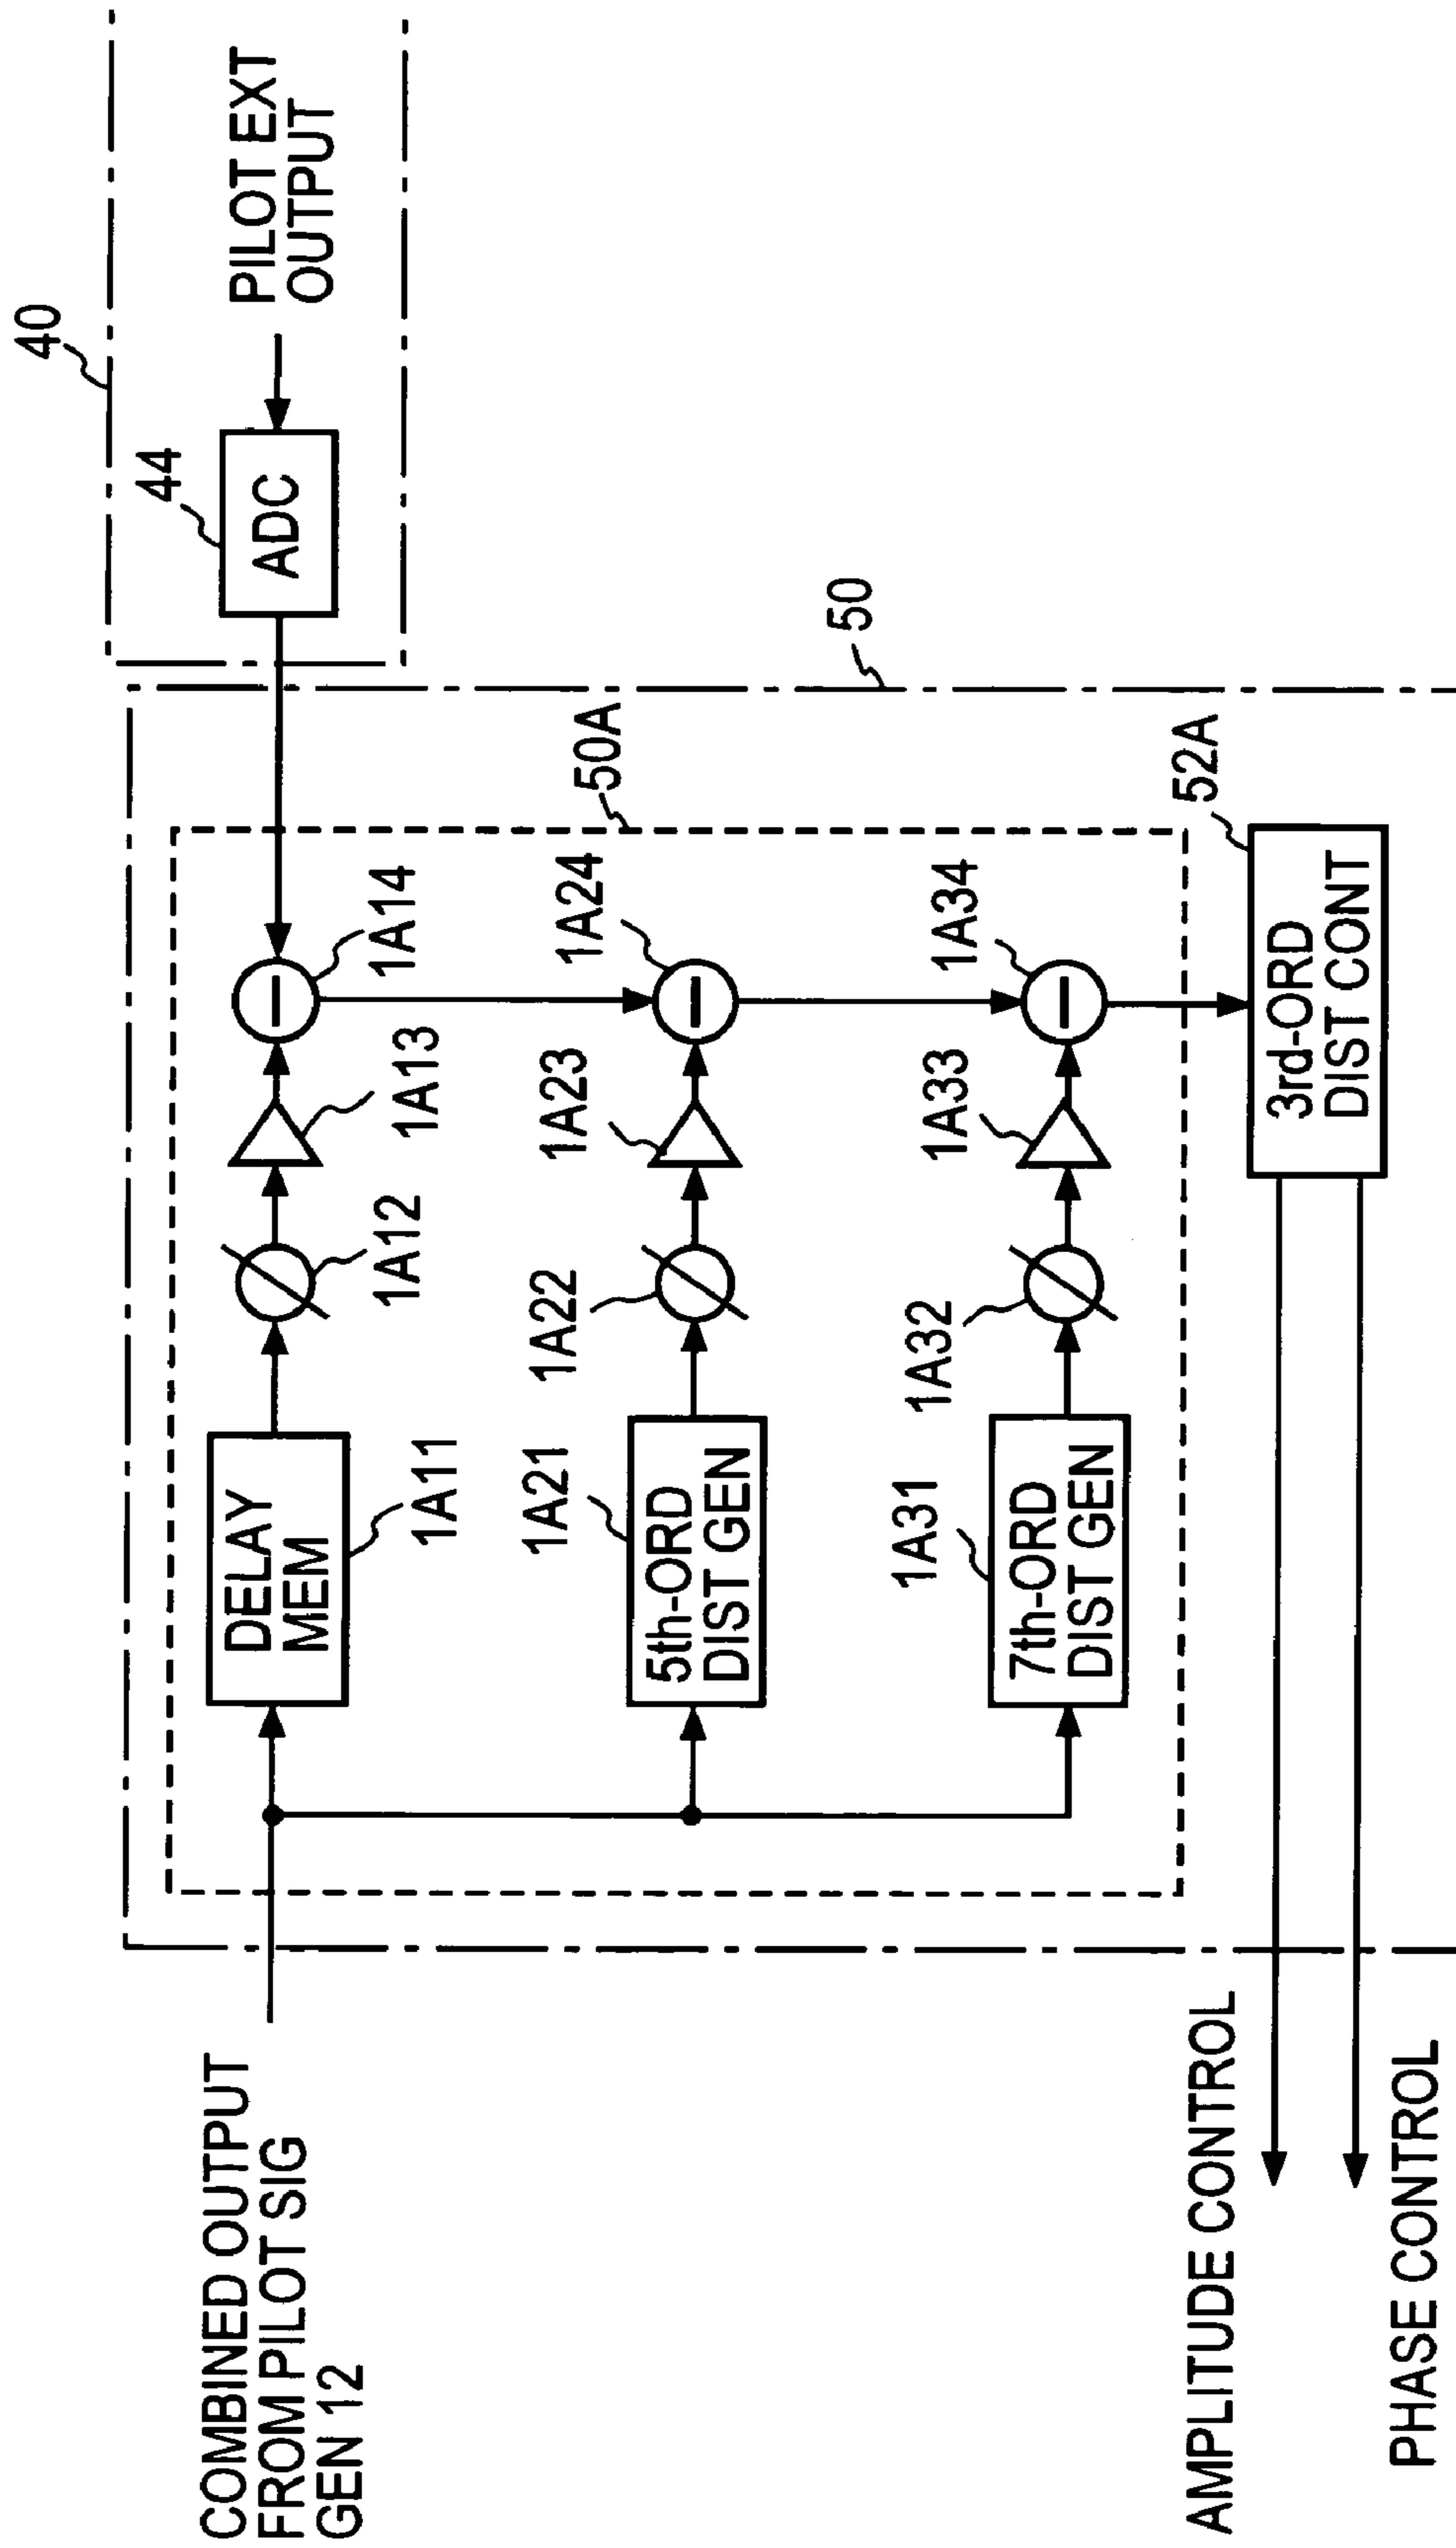 40
44
ADC
PILOT EXT
OUTPUT
50
50A
COMBINED OUTPUT
FROM PILOT SIG
GEN 12
DELAY
MEM
1A11
1A12
1A13
1A14
5th-ORD
DIST GEN
1A21
1A22
1A23
1A24
7th-ORD
DIST GEN
1A31
1A32
1A33
1A34
52A
3rd-ORD
DIST CONT
AMPLITUDE CONTROL
PHASE CONTROL